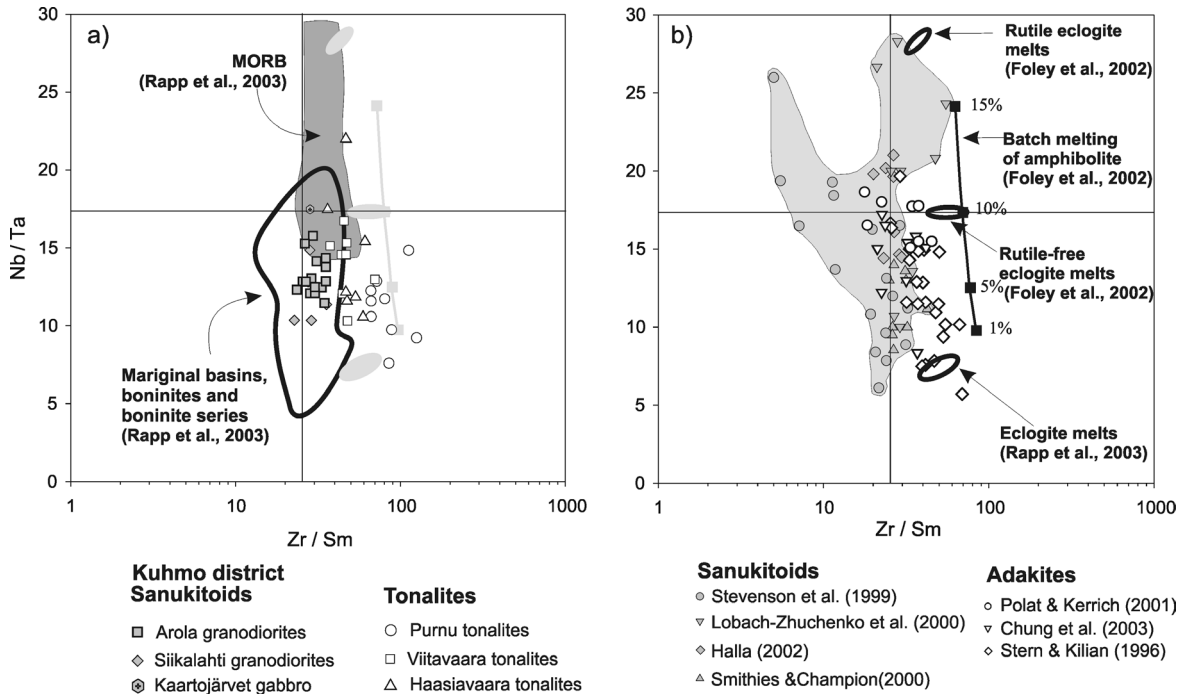 a)
30
25
20
15
10
5
0
Nb / Ta
MORB
(Rapp et al., 2003)
Mariginal basins,
boninites and
boninite series
(Rapp et al., 2003)
1
10
100
1000
Zr / Sm
Kuhmo district
Sanukitoids
Arola granodiorites
Siikalahti granodiorites
Kaartojärvet gabbro
Tonalites
Purnu tonalites
Viitavaara tonalites
Haasiavaara tonalites
b)
30
25
20
15
10
5
0
Rutile eclogite
melts
(Foley et al., 2002)
15%
Batch melting
of amphibolite
(Foley et al., 2002)
10%
Rutile-free
eclogite melts
(Foley et al., 2002)
5%
1%
Eclogite melts
(Rapp et al., 2003)
1
10
100
1000
Zr / Sm
Sanukitoids
Stevenson et al. (1999)
Lobach-Zhuchenko et al. (2000)
Halla (2002)
Smithies &Champion(2000)
Adakites
Polat & Kerrich (2001)
Chung et al. (2003)
Stern & Kilian (1996)